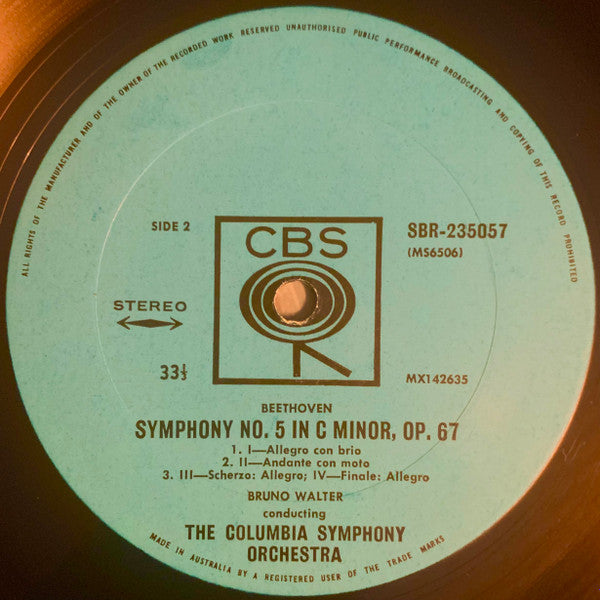 ALL RIGHTS OF THE MANUFACTURER AND OF THE OWNER OF THE RECORDED WORK RESERVED UNAUTHORISED PUBLIC PERFORMANCE BROADCASTING AND COPYING OF THIS RECORD PROHIBITED
SIDE 2
CBS
SBR-235057
(MS6506)
STEREO
33⅓
MX142635
BEETHOVEN
SYMPHONY NO. 5 IN C MINOR, OP. 67
1. I—Allegro con brio
2. II—Andante con moto
3. III—Scherzo: Allegro; IV—Finale: Allegro
BRUNO WALTER
conducting
THE COLUMBIA SYMPHONY
ORCHESTRA
MADE IN AUSTRALIA BY A REGISTERED USER OF THE TRADE MARKS